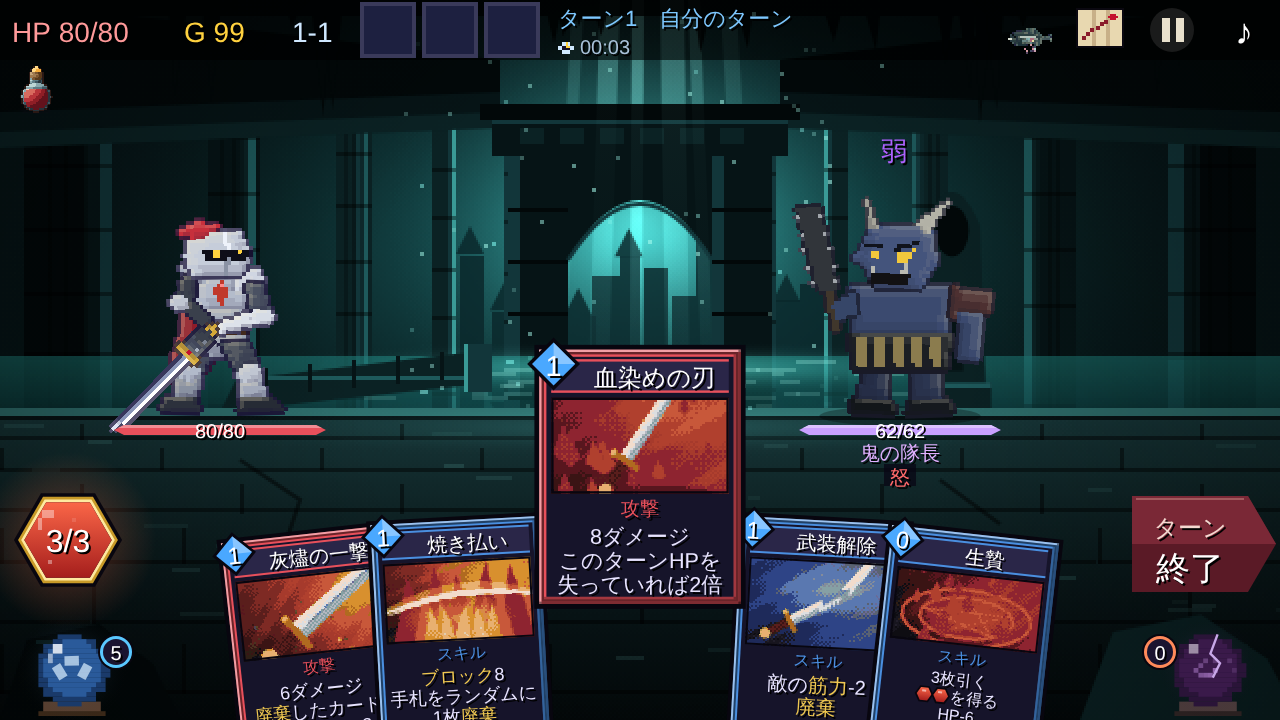 HP 80/80
G 99
1-1
ターン1 自分のターン
00:03
弱
80/80
62/62
鬼の隊長
怒
3/3
5
0
ターン
終了
1
灰燼の一撃
攻撃
6ダメージ
廃棄したカード
1
焼き払い
スキル
ブロック8
手札をランダムに
1枚廃棄
1
血染めの刃
攻撃
8ダメージ
このターンHPを
失っていれば2倍
1
武装解除
スキル
敵の筋力-2
廃棄
0
生贄
スキル
3枚引く
を得る
HP-6